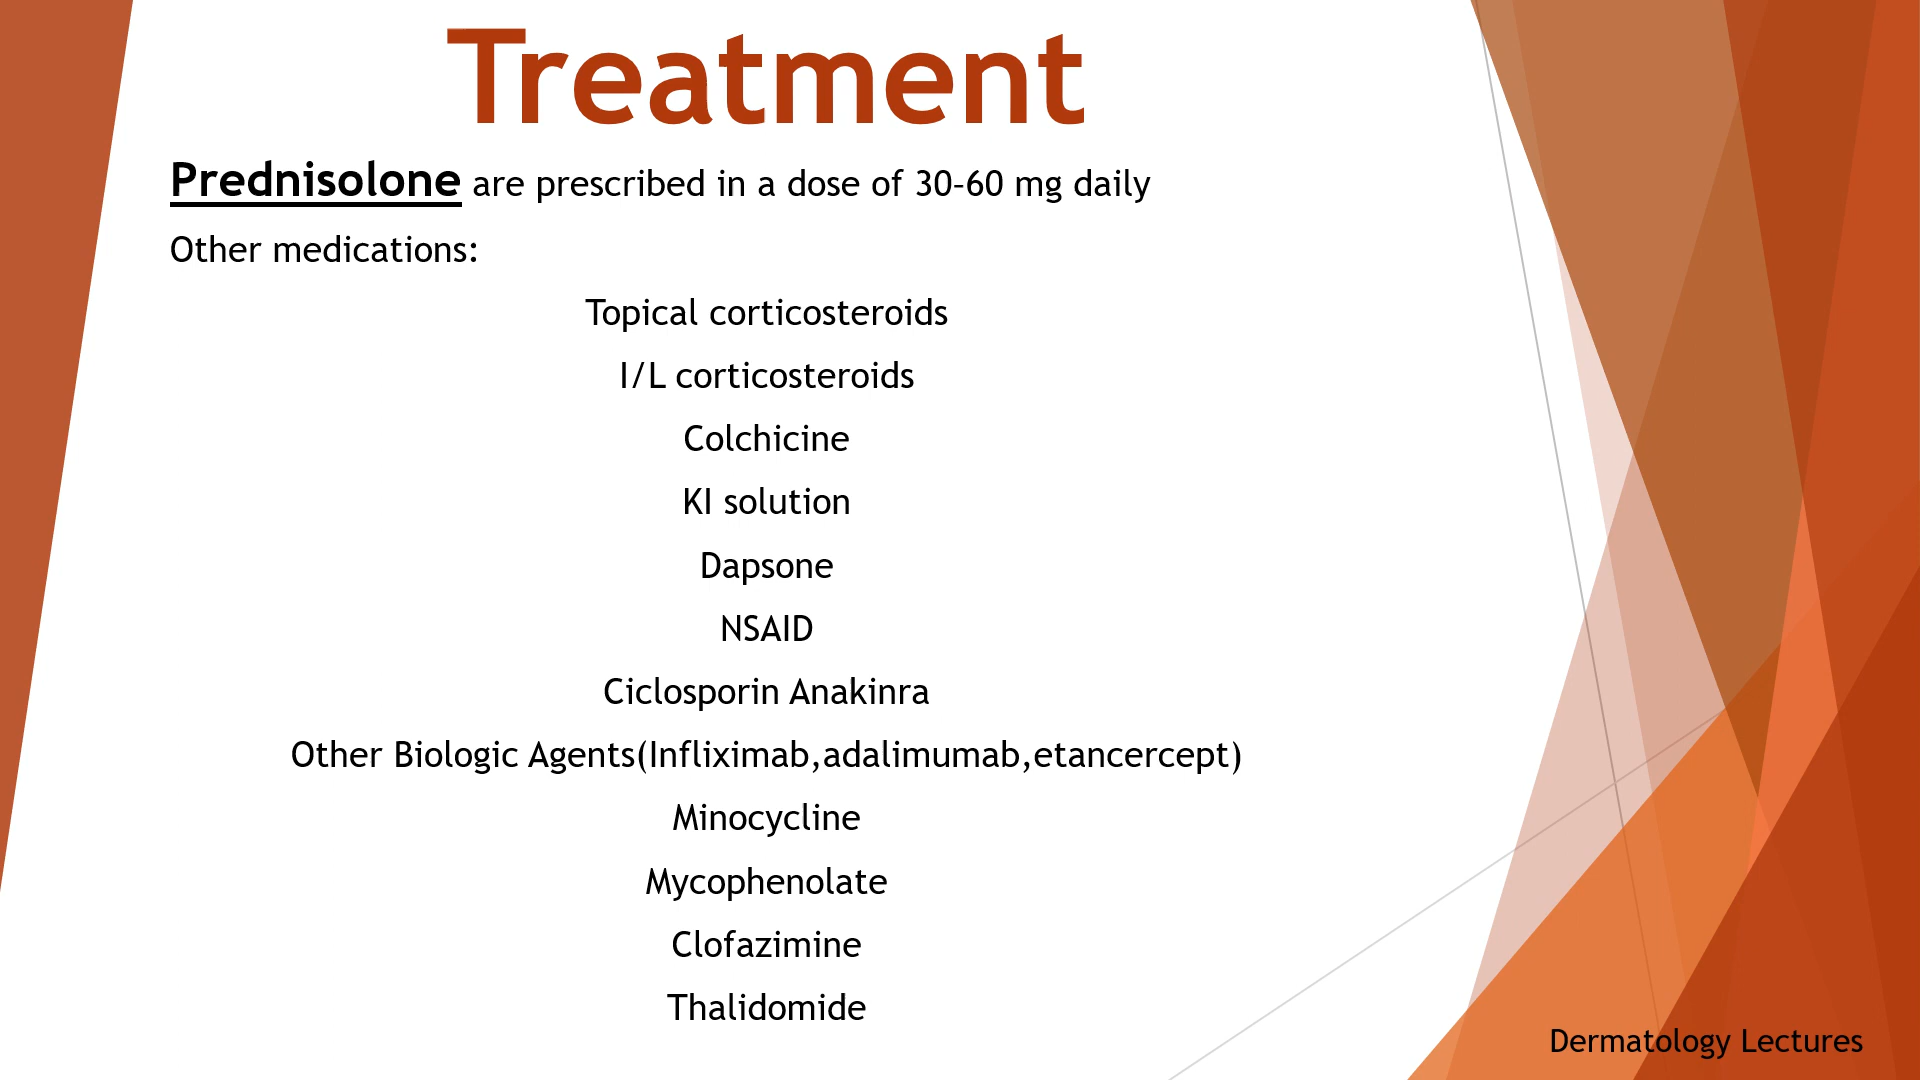 Treatment
Prednisolone are prescribed in a dose of 30-60 mg daily
Other medications:
Topical corticosteroids
I/L corticosteroids
Colchicine
KI solution
Dapsone
NSAID
Ciclosporin Anakinra
Other Biologic Agents(Infliximab,adalimumab,etancercept)
Minocycline
Mycophenolate
Clofazimine
Thalidomide
Dermatology Lectures